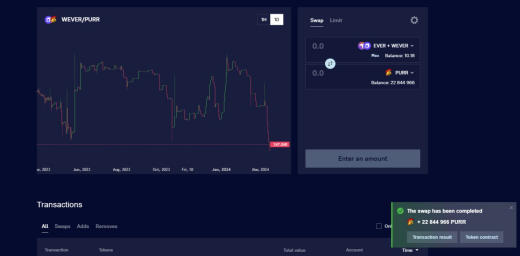 WEVER/PURR
1H 1D
Swap Limit
0.0 EVER + WEVER
Max Balance: 10.18
0.0 PURR
Balance: 22 844 966
Enter an amount
Jun, 2023 Aug, 2023 Oct, 2023 Fri, 10 Jan, 2024 Mar, 2024
Transactions
All Swaps Adds Removes
Transaction Tokens Total value Account Time
The swap has been completed
+ 22 844 966 PURR
Transaction result Token contract